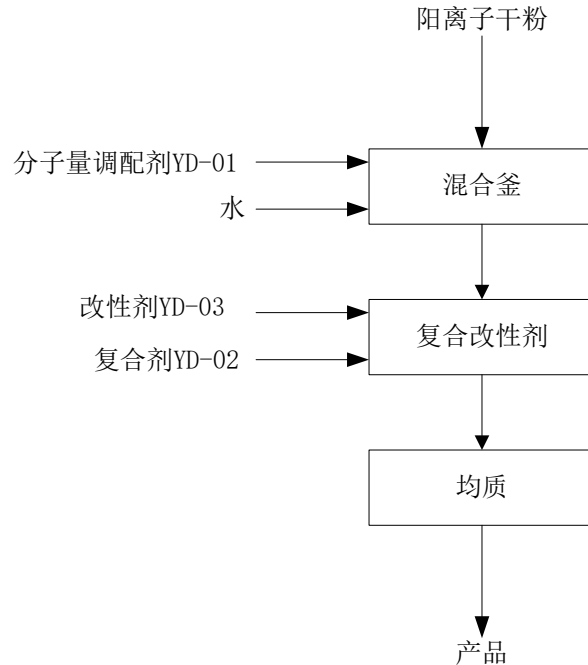 阳离子干粉
分子量调配剂YD-01
混合釜
水
改性剂YD-03
复合改性剂
复合剂YD-02
均质
产品